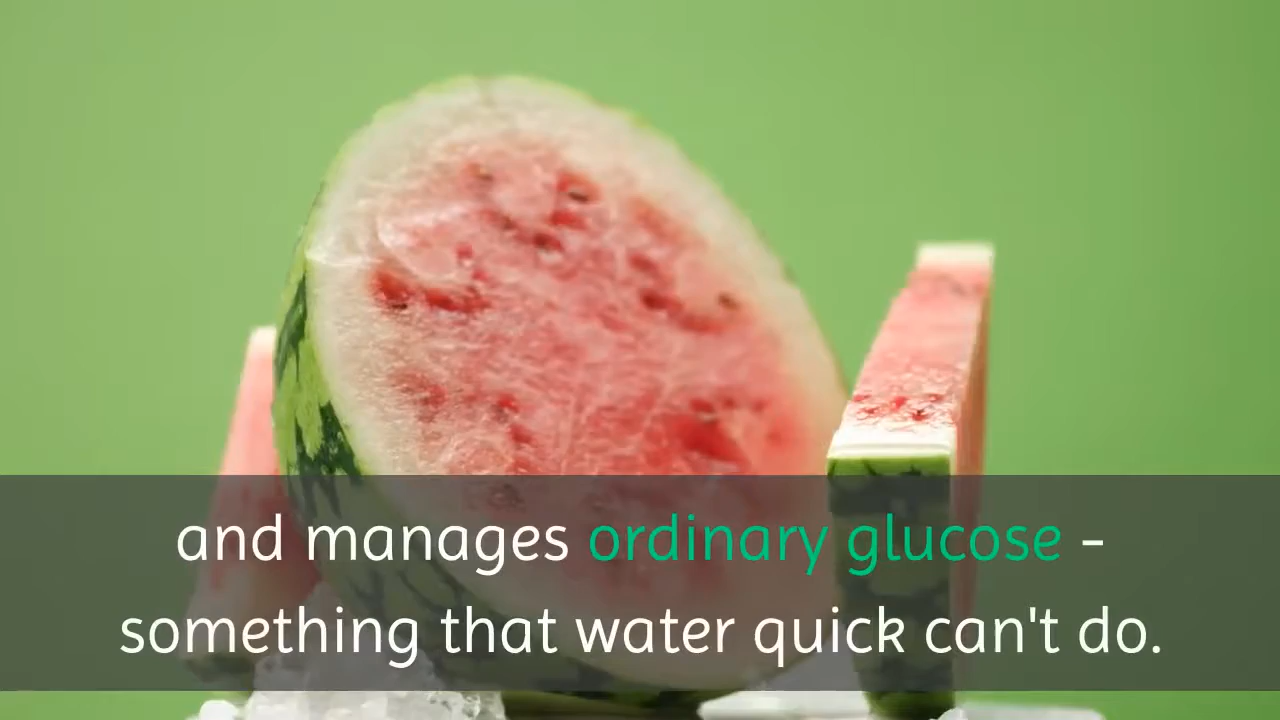 and manages ordinary glucose -
something that water quick can't do.